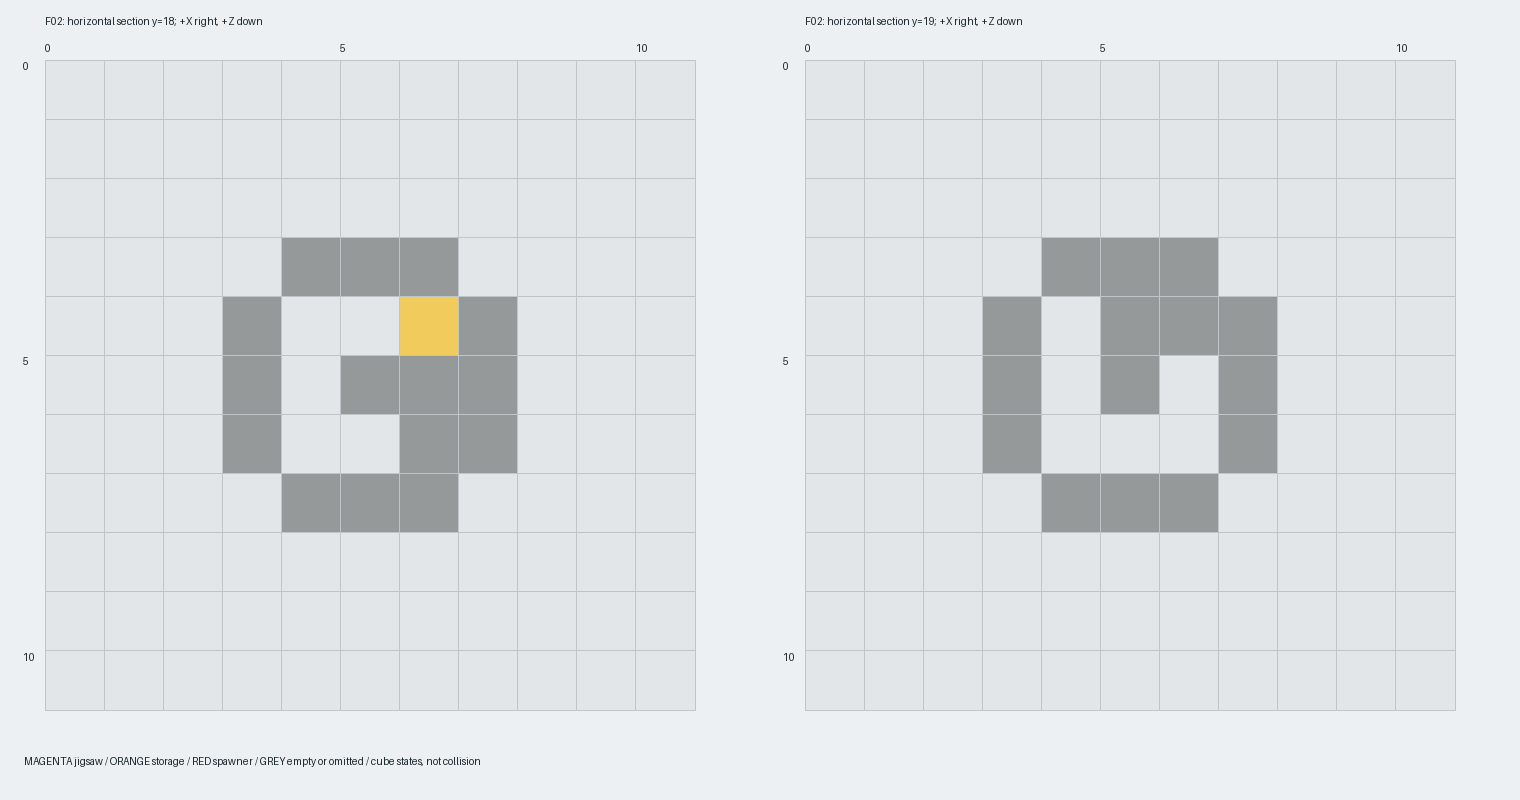 F02: horizontal section y=18; +X right, +Z down
0 5 10
0
5
10
F02: horizontal section y=19; +X right, +Z down
0 5 10
0
5
10
MAGENTA jigsaw / ORANGE storage / RED spawner / GREY empty or omitted / cube states, not collision